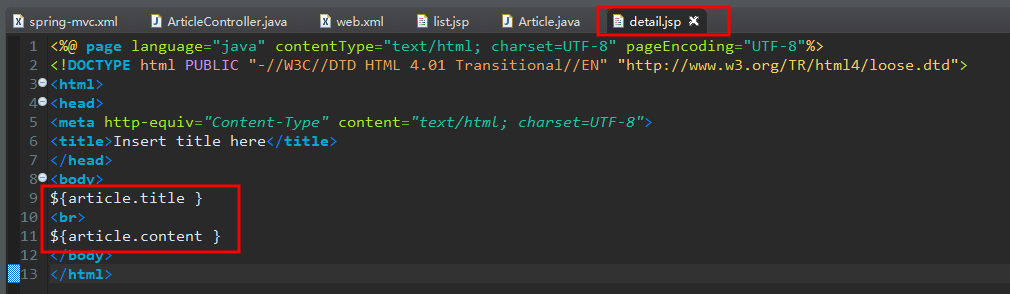 spring-mvc.xml ArticleController.java web.xml list.jsp Article.java detail.jsp
1 <%@ page language="java" contentType="text/html; charset=UTF-8" pageEncoding="UTF-8"%>
2 <!DOCTYPE html PUBLIC "-//W3C//DTD HTML 4.01 Transitional//EN" "http://www.w3.org/TR/html4/loose.dtd">
3 <html>
4 <head>
5 <meta http-equiv="Content-Type" content="text/html; charset=UTF-8">
6 <title>Insert title here</title>
7 </head>
8 <body>
9 ${article.title }
10 <br>
11 ${article.content }
12 </body>
13 </html>